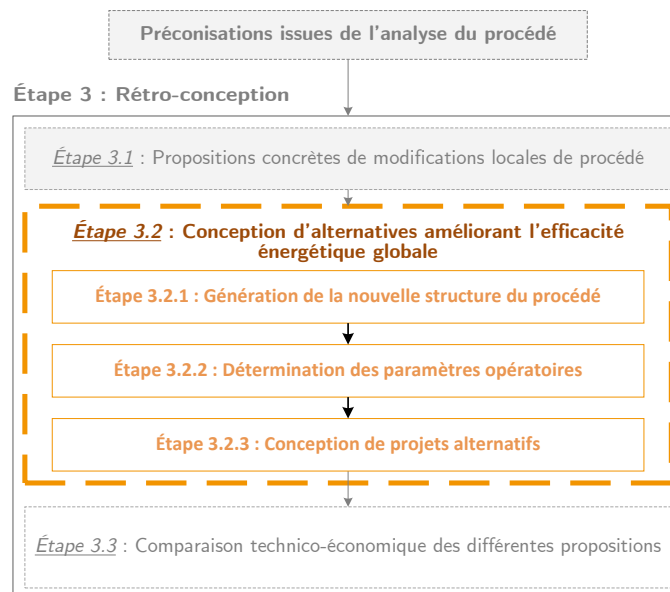 Préconisations issues de l'analyse du procédé
Étape 3 : Rétro-conception
Étape 3.1 : Propositions concrètes de modifications locales de procédé
Étape 3.2 : Conception d'alternatives améliorant l'efficacité
énergétique globale
Étape 3.2.1 : Génération de la nouvelle structure du procédé
Étape 3.2.2 : Détermination des paramètres opératoires
Étape 3.2.3 : Conception de projets alternatifs
Étape 3.3 : Comparaison technico-économique des différentes propositions